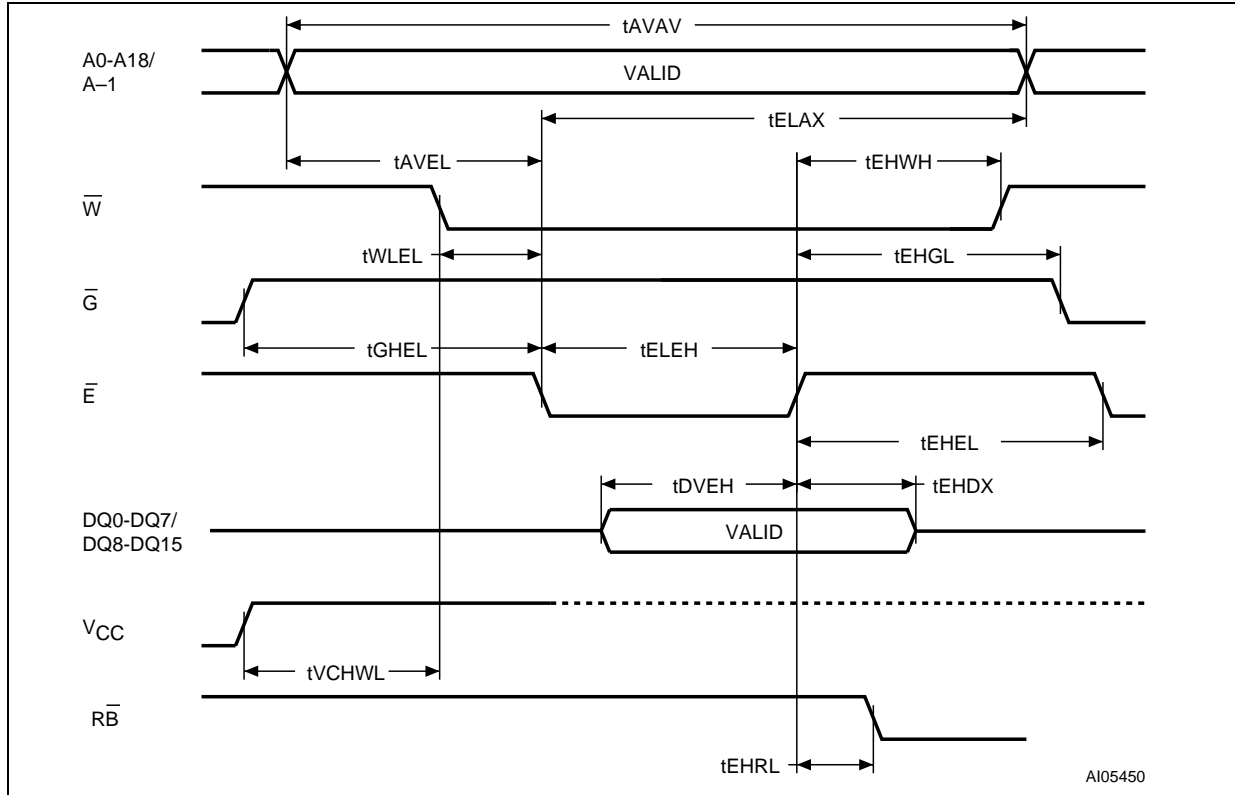 tAVAV
A0-A18/
A–1
VALID
tELAX
tAVEL
tEHWH
W̅
tWLEL
tEHGL
G̅
tGHEL
tELEH
E̅
tEHEL
tDVEH
tEHDX
DQ0-DQ7/
DQ8-DQ15
VALID
VCC
tVCHWL
RB̅
tEHRL
AI05450